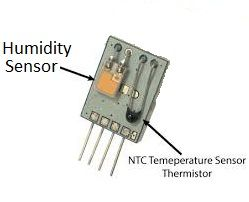 Humidity
Sensor
NTC Temeperature Sensor
Thermistor